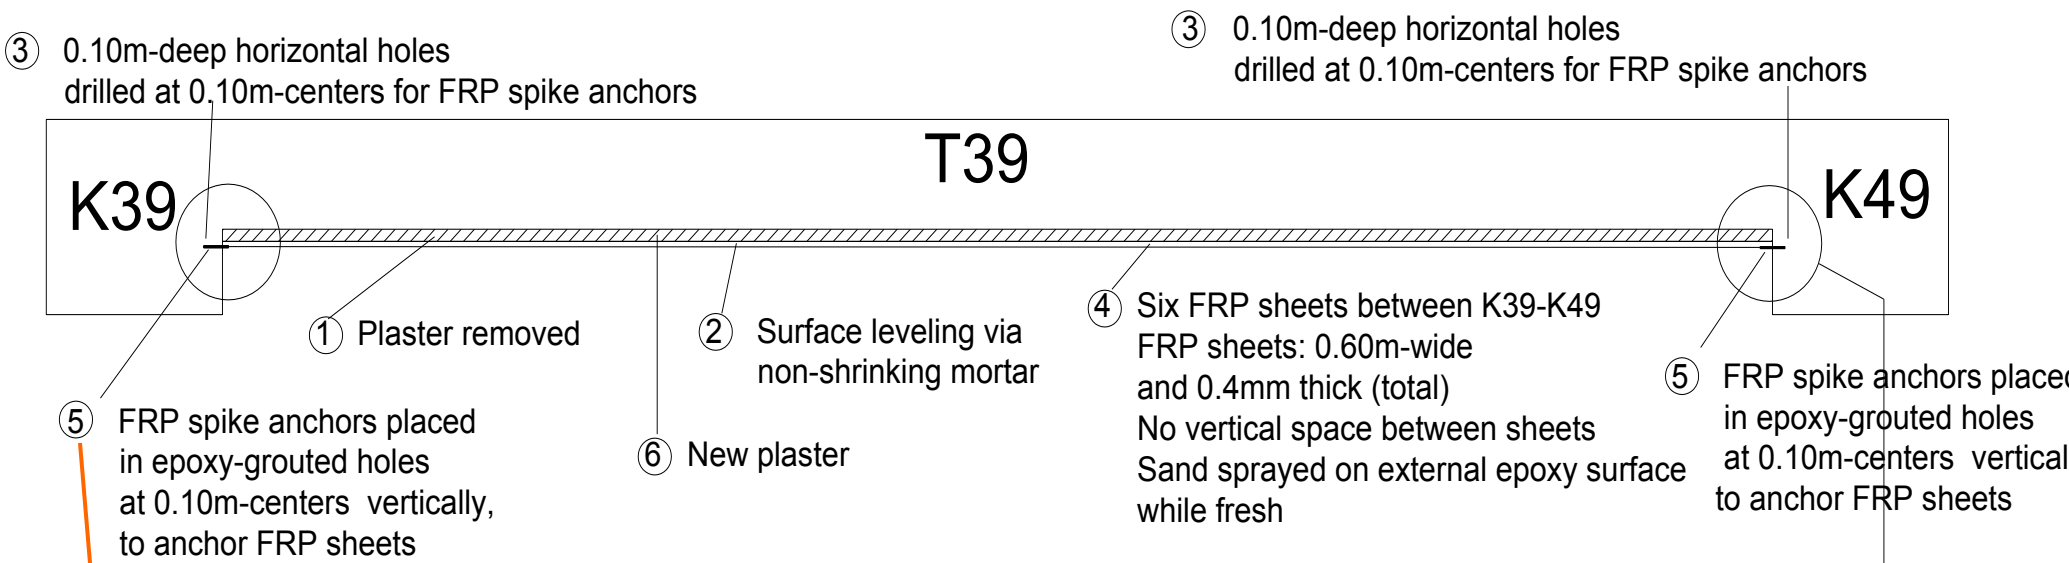 ③ 0.10m-deep horizontal holes
drilled at 0.10m-centers for FRP spike anchors
③ 0.10m-deep horizontal holes
drilled at 0.10m-centers for FRP spike anchors
K39
T39
K49
① Plaster removed
② Surface leveling via
non-shrinking mortar
④ Six FRP sheets between K39-K49
FRP sheets: 0.60m-wide
and 0.4mm thick (total)
No vertical space between sheets
Sand sprayed on external epoxy surface
while fresh
⑤ FRP spike anchors placed
in epoxy-grouted holes
at 0.10m-centers vertically,
to anchor FRP sheets
⑥ New plaster
⑤ FRP spike anchors placed
in epoxy-grouted holes
at 0.10m-centers vertical
to anchor FRP sheets